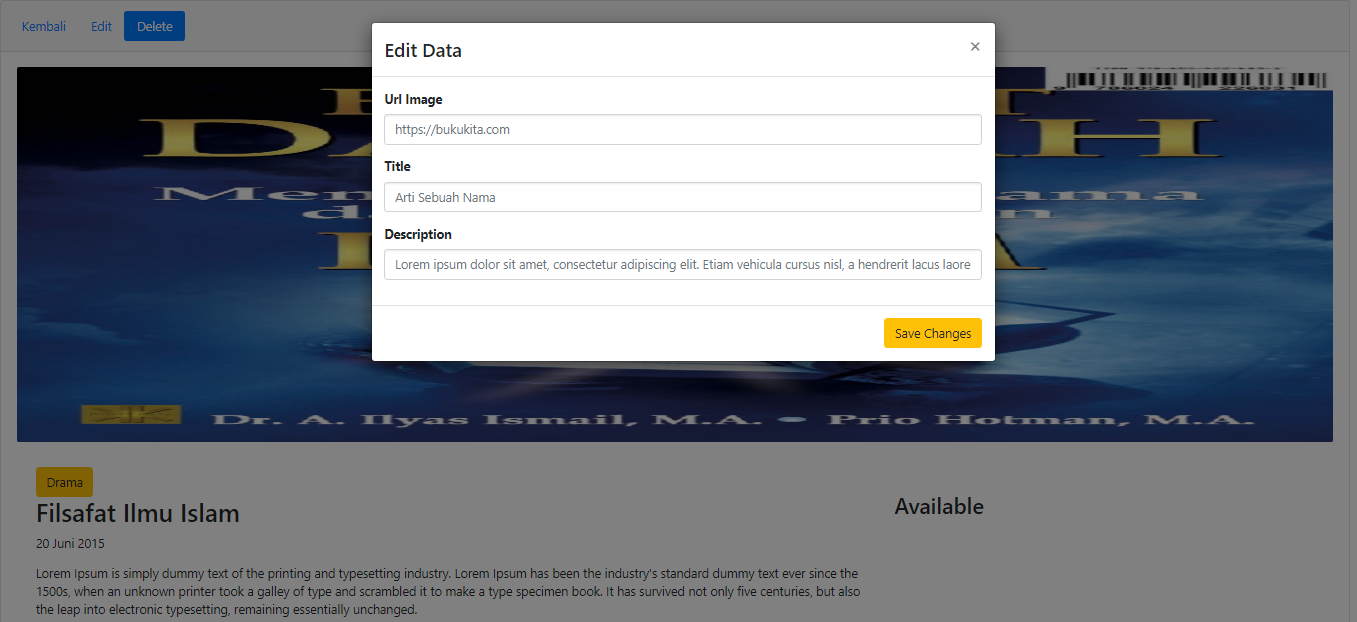 Kembali Edit Delete
Edit Data ×
Url Image
https://bukukita.com
Title
Arti Sebuah Nama
Description
Lorem ipsum dolor sit amet, consectetur adipiscing elit. Etiam vehicula cursus nisl, a hendrerit lacus laore
Save Changes
Dr. A. Ilyas Ismail, M.A. • Prio Hotman, M.A.
Drama
Filsafat Ilmu Islam
20 Juni 2015
Lorem Ipsum is simply dummy text of the printing and typesetting industry. Lorem Ipsum has been the industry's standard dummy text ever since the
1500s, when an unknown printer took a galley of type and scrambled it to make a type specimen book. It has survived not only five centuries, but also
the leap into electronic typesetting, remaining essentially unchanged.
Available